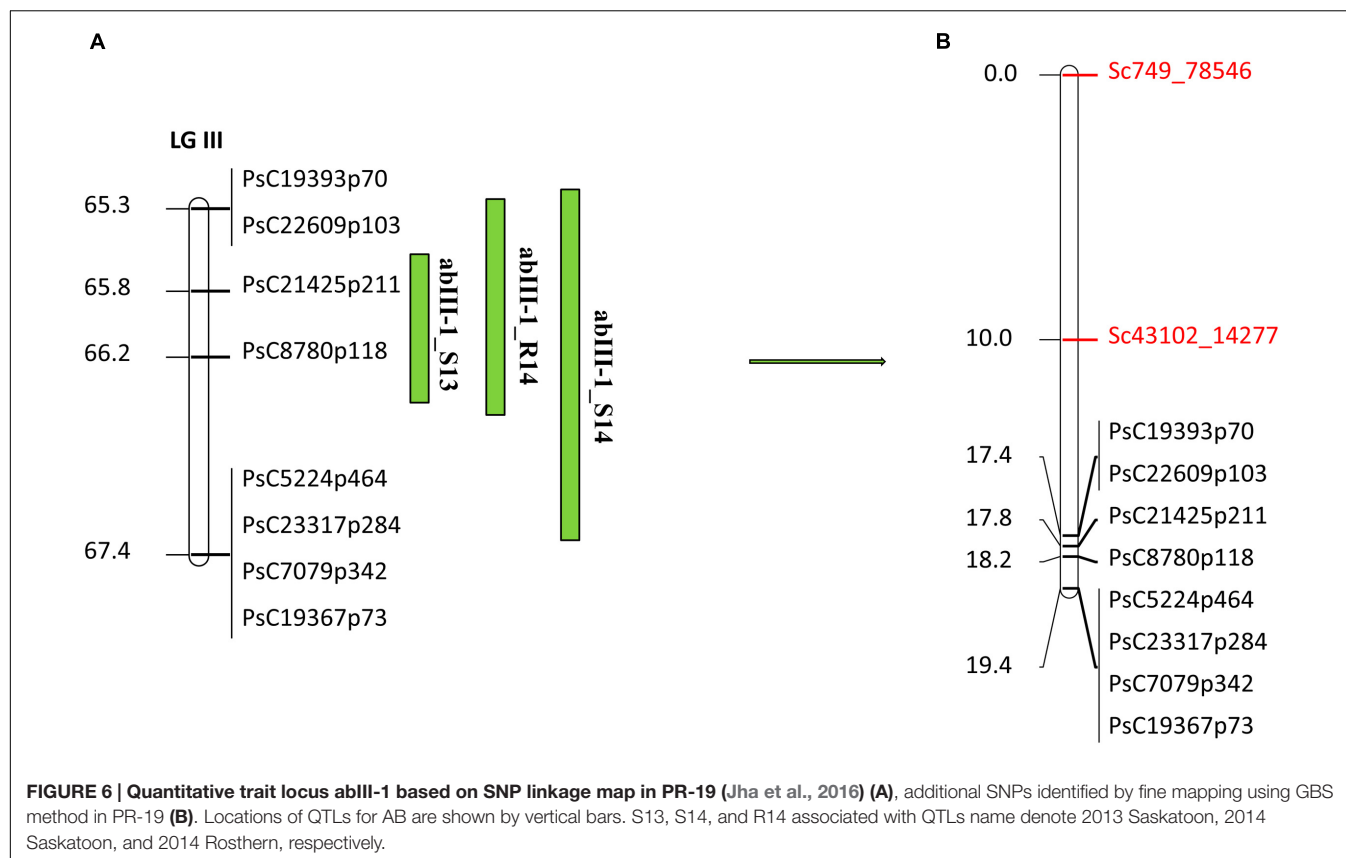 A
LG III
65.3
65.8
66.2
67.4
PsC19393p70
PsC22609p103
PsC21425p211
PsC8780p118
PsC5224p464
PsC23317p284
PsC7079p342
PsC19367p73
abIII-1_S13
abIII-1_R14
abIII-1_S14
B
0.0
10.0
17.4
17.8
18.2
19.4
Sc749_78546
Sc43102_14277
PsC19393p70
PsC22609p103
PsC21425p211
PsC8780p118
PsC5224p464
PsC23317p284
PsC7079p342
PsC19367p73
FIGURE 6 | Quantitative trait locus abIII-1 based on SNP linkage map in PR-19 (Jha et al., 2016) (A), additional SNPs identified by fine mapping using GBS
method in PR-19 (B). Locations of QTLs for AB are shown by vertical bars. S13, S14, and R14 associated with QTLs name denote 2013 Saskatoon, 2014
Saskatoon, and 2014 Rosthern, respectively.